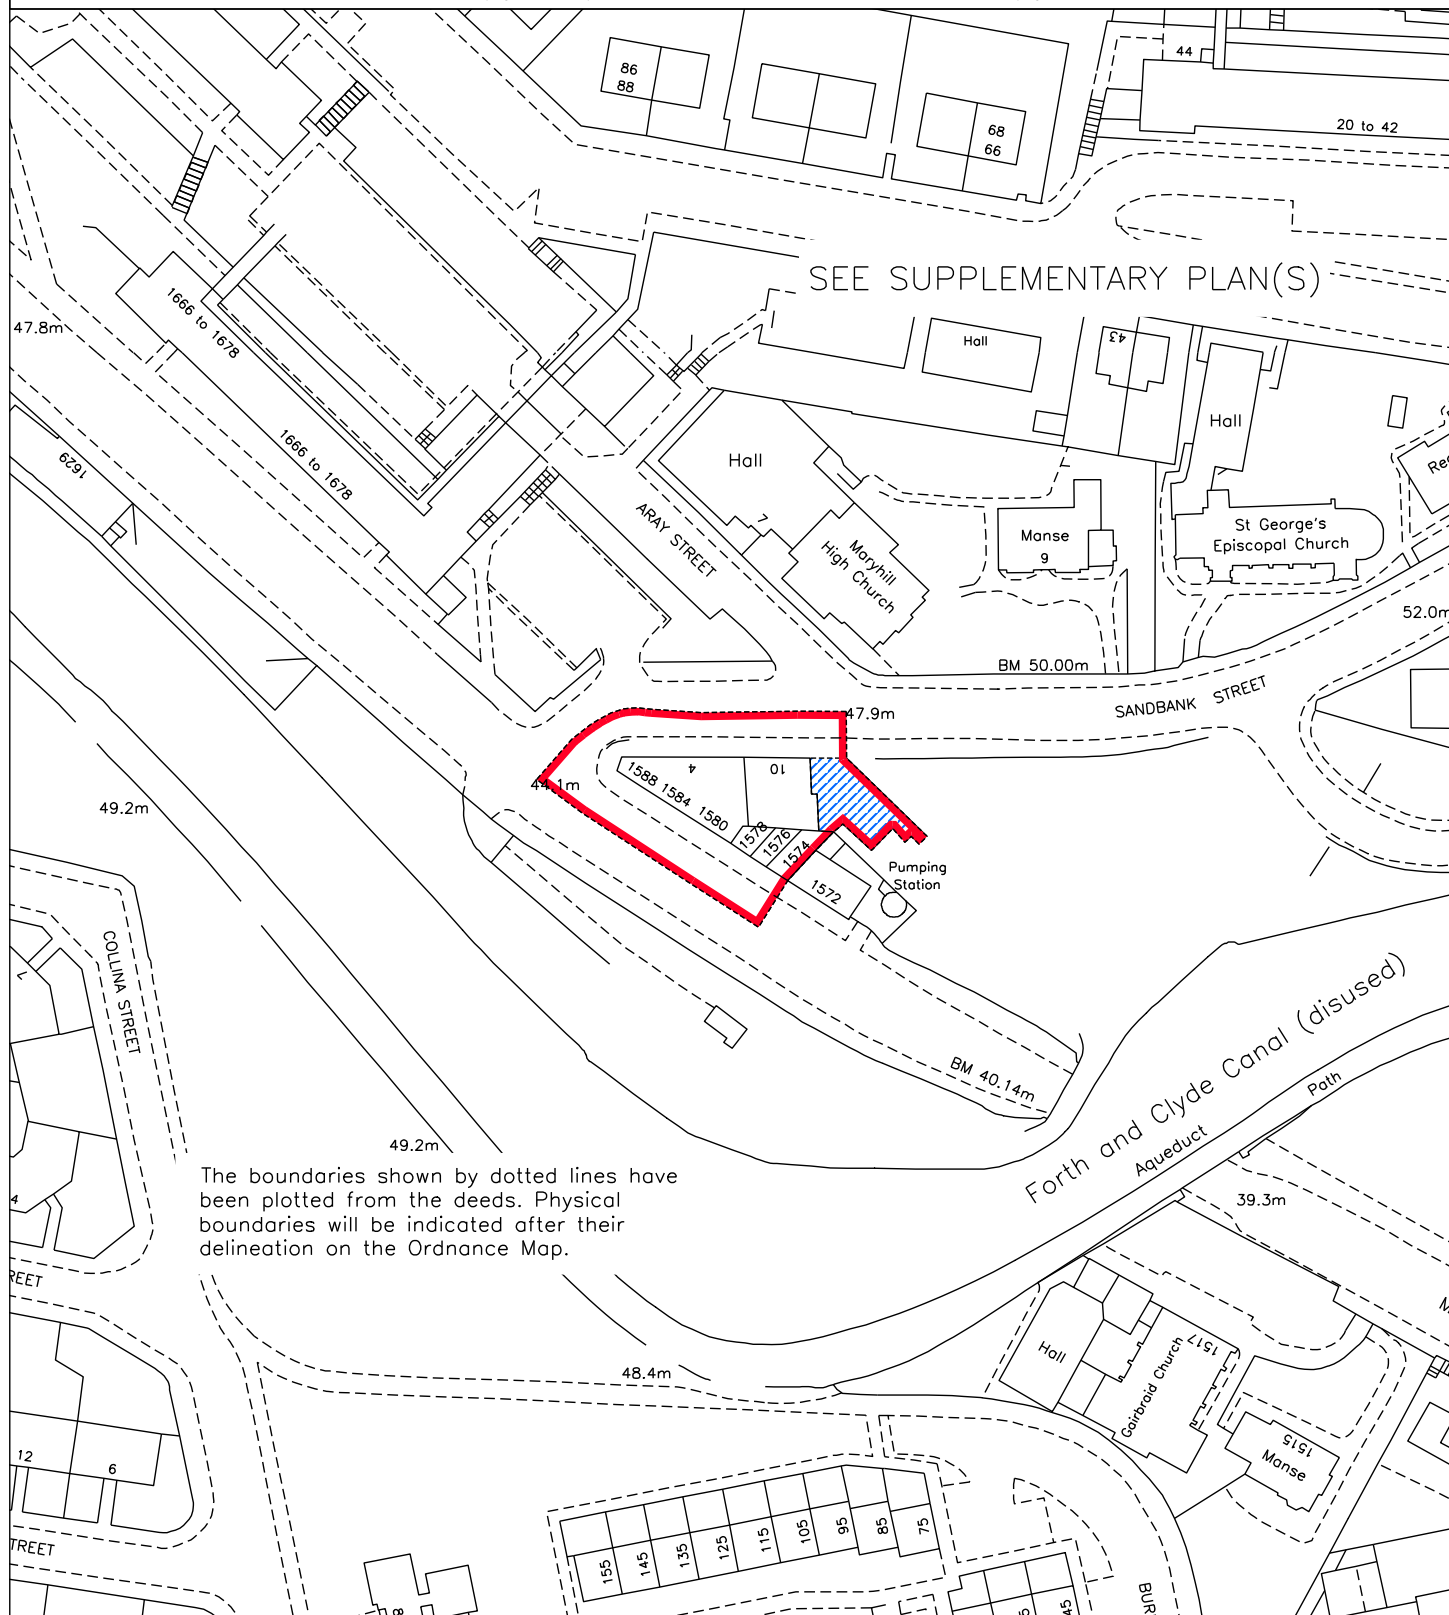 86
88
68
66
44
20 to 42
SEE SUPPLEMENTARY PLAN(S)
47.8m
1666 to 1678
Hall
43
Hall
1629
1666 to 1678
Hall
7
ARAY STREET
Maryhill
High Church
Manse
9
St George's
Episcopal Church
52.0m
BM 50.00m
SANDBANK STREET
47.9m
44.1m
4
10
1588 1584 1580
1578
1576
1574
1572
Pumping
Station
49.2m
COLLINA STREET
BM 40.14m
Forth and Clyde Canal (disused)
Path
Aqueduct
49.2m
39.3m
The boundaries shown by dotted lines have
been plotted from the deeds. Physical
boundaries will be indicated after their
delineation on the Ordnance Map.
REET
48.4m
Hall
Gairbraid Church
1517
1515
Manse
12
6
TREET
155
145
135
125
115
105
95
85
75
BUR